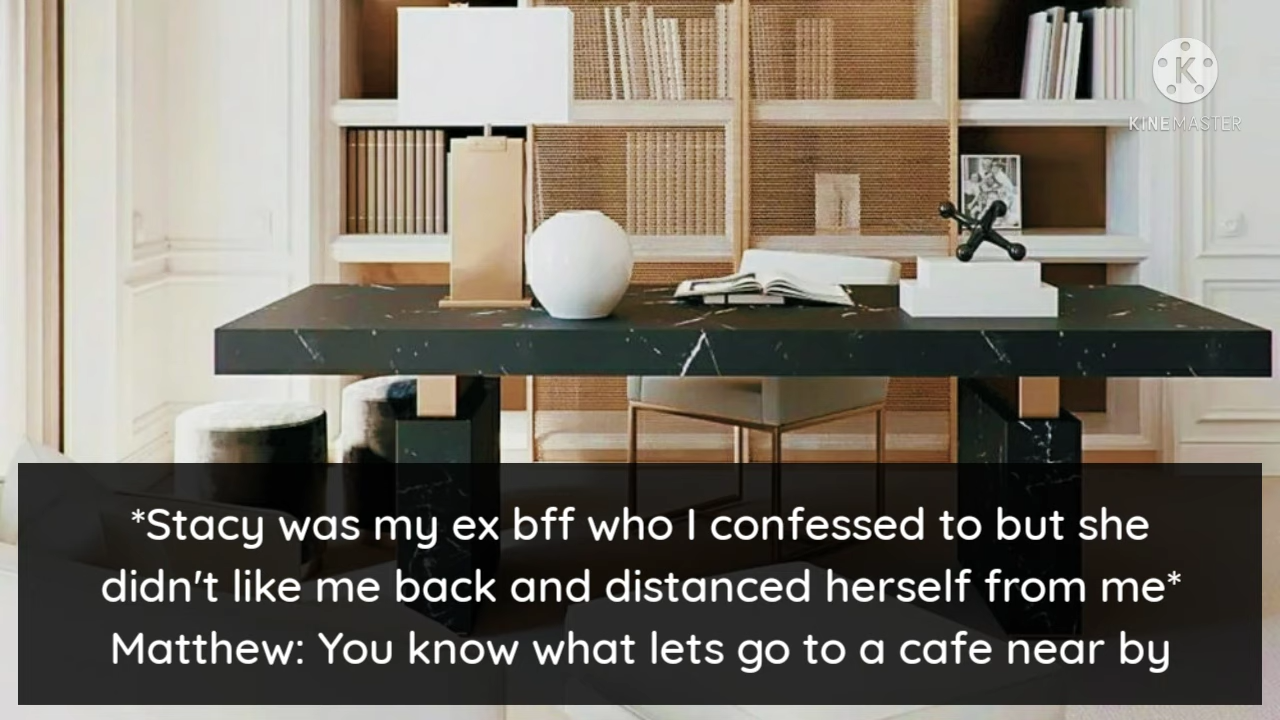 KINEMASTER
*Stacy was my ex bff who I confessed to but she
didn't like me back and distanced herself from me*
Matthew: You know what lets go to a cafe near by